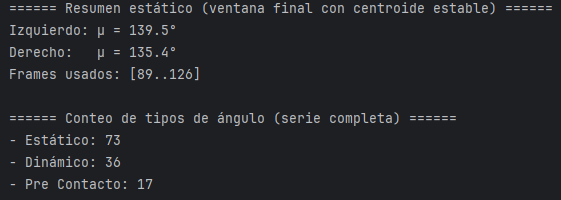 ====== Resumen estático (ventana final con centroide estable) ======
Izquierdo: μ = 139.5°
Derecho:   μ = 135.4°
Frames usados: [89..126]
====== Conteo de tipos de ángulo (serie completa) ======
- Estático: 73
- Dinámico: 36
- Pre Contacto: 17